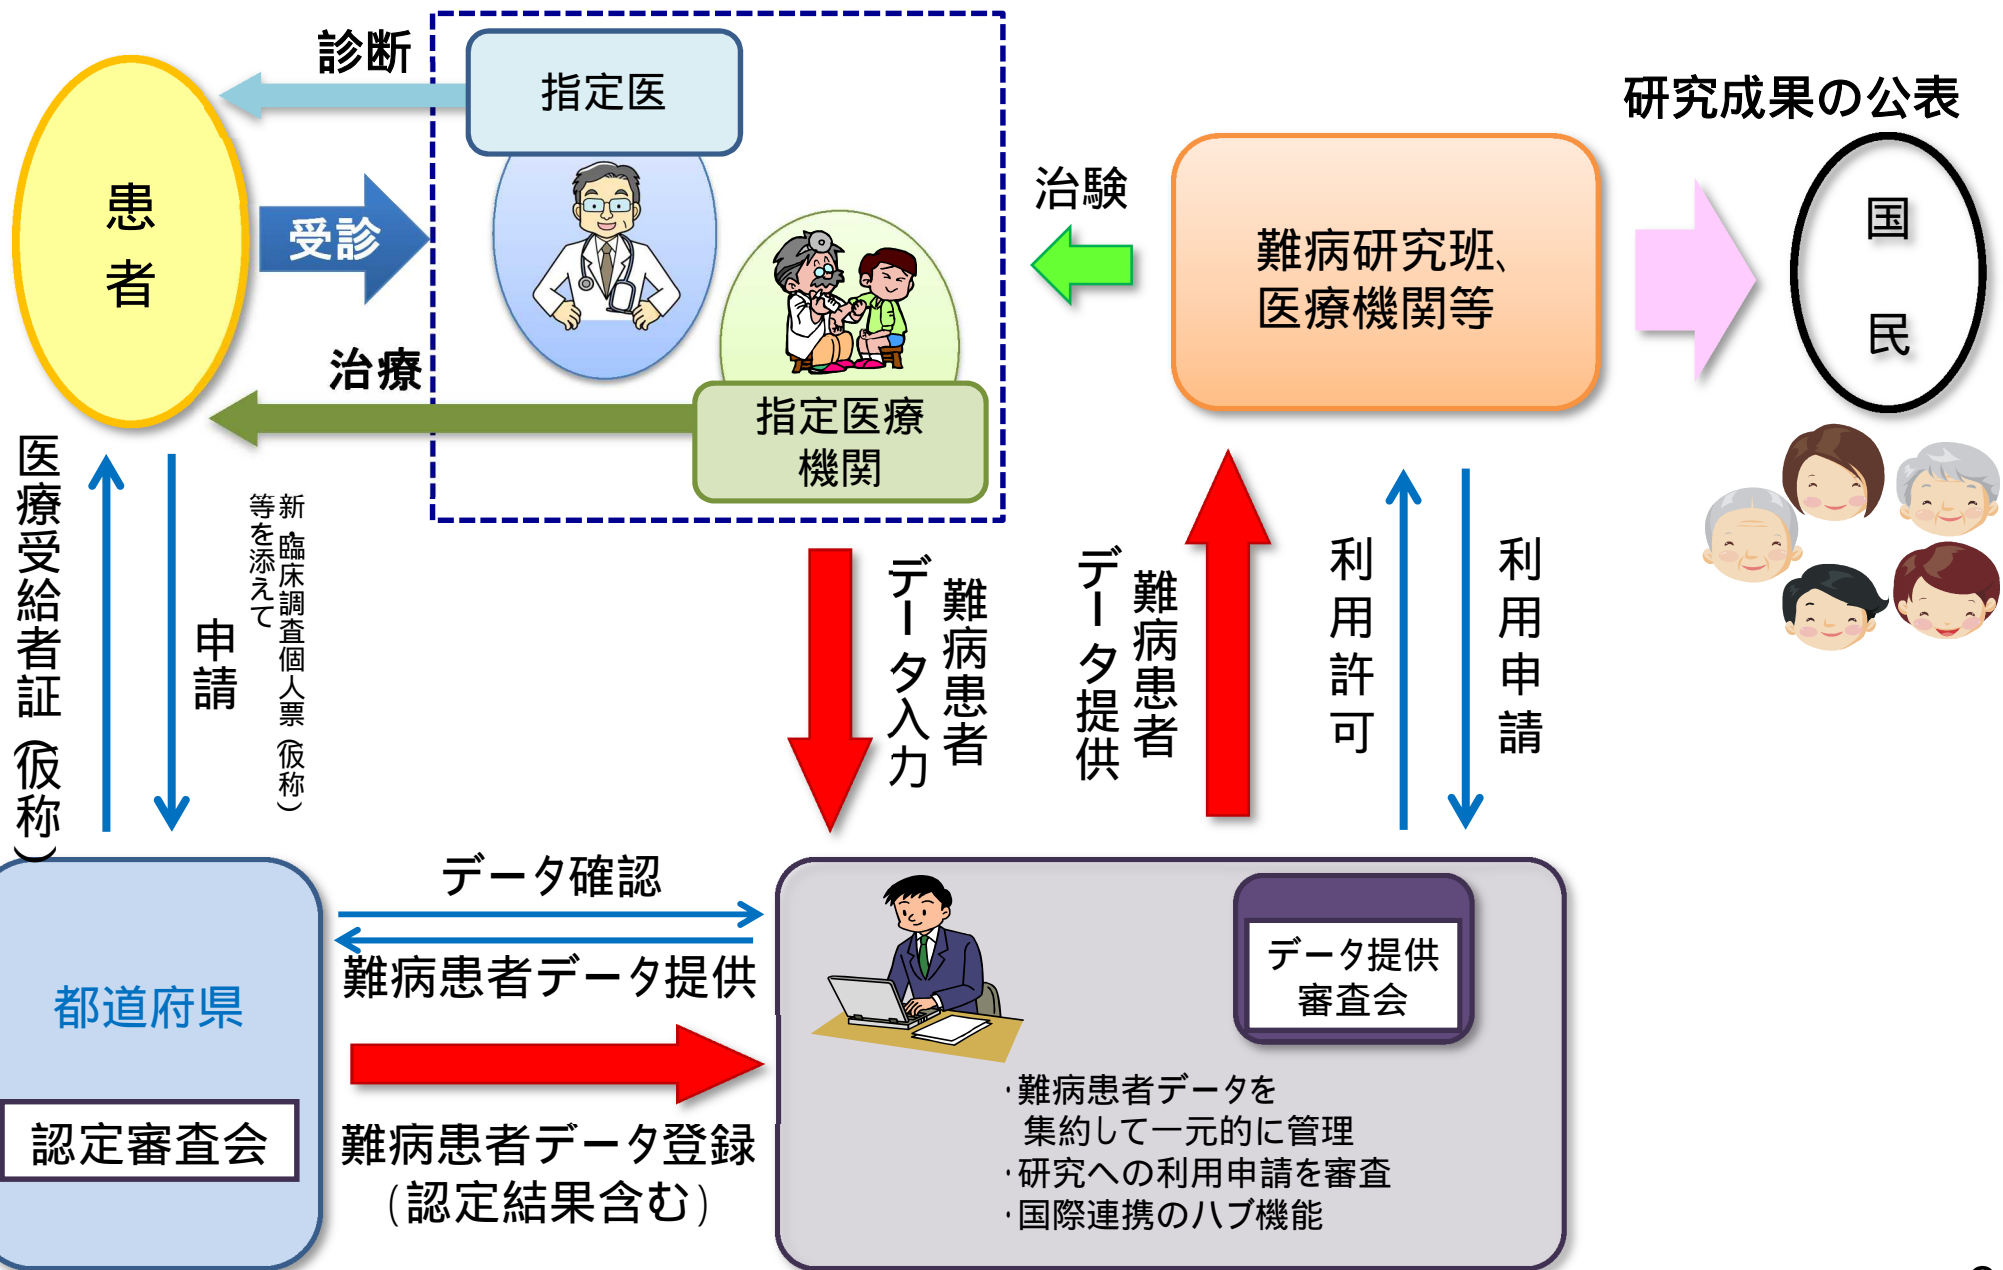 診断
指定医
研究成果の公表
患者
受診
治験
難病研究班、
医療機関等
国民
治療
指定医療
機関
医療受給者証（仮称）
申請
新・臨床調査個人票（仮称）
等を添えて
難病患者
データ入力
難病患者
データ提供
利用許可
利用申請
データ確認
難病患者データ提供
都道府県
認定審査会
難病患者データ登録
（認定結果含む）
データ提供
審査会
・難病患者データを
集約して一元的に管理
・研究への利用申請を審査
・国際連携のハブ機能